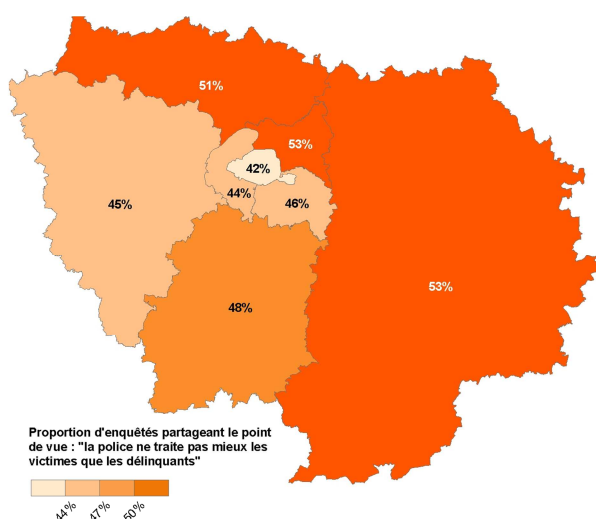 51%
53%
42%
44%
46%
45%
53%
48%
Proportion d'enquêtés partageant le point
de vue : "la police ne traite pas mieux les
victimes que les délinquants"
44% 47% 50%